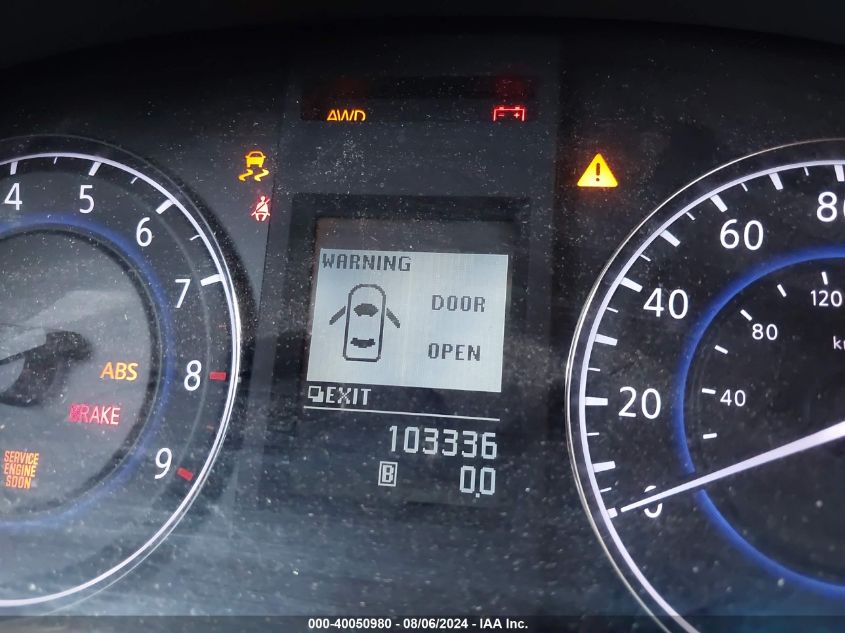 AWD
4
5
6
7
8
9
ABS
BRAKE
SERVICE
ENGINE
SOON
WARNING
DOOR
OPEN
EXIT
103336
B 0.0
80
60
40
20
0
120
80
40
000-40050980 - 08/06/2024 - IAA Inc.